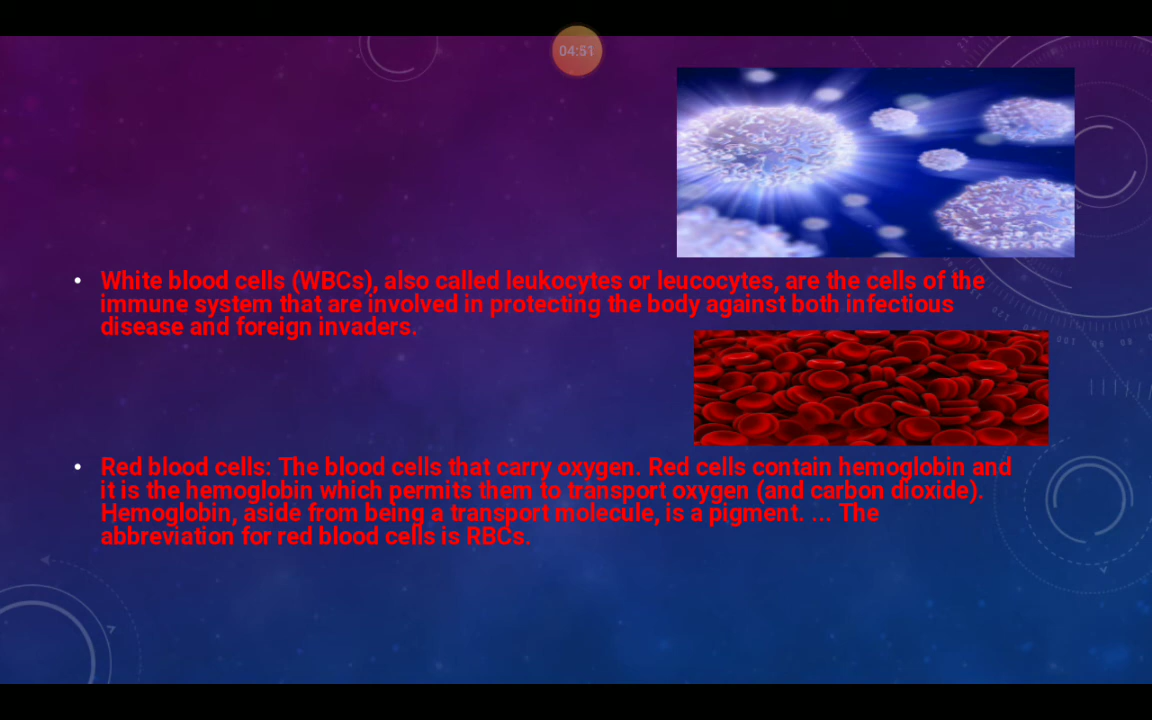 04:51
• White blood cells (WBCs), also called leukocytes or leucocytes, are the cells of the
immune system that are involved in protecting the body against both infectious
disease and foreign invaders.
• Red blood cells: The blood cells that carry oxygen. Red cells contain hemoglobin and
it is the hemoglobin which permits them to transport oxygen (and carbon dioxide).
Hemoglobin, aside from being a transport molecule, is a pigment. ... The
abbreviation for red blood cells is RBCs.